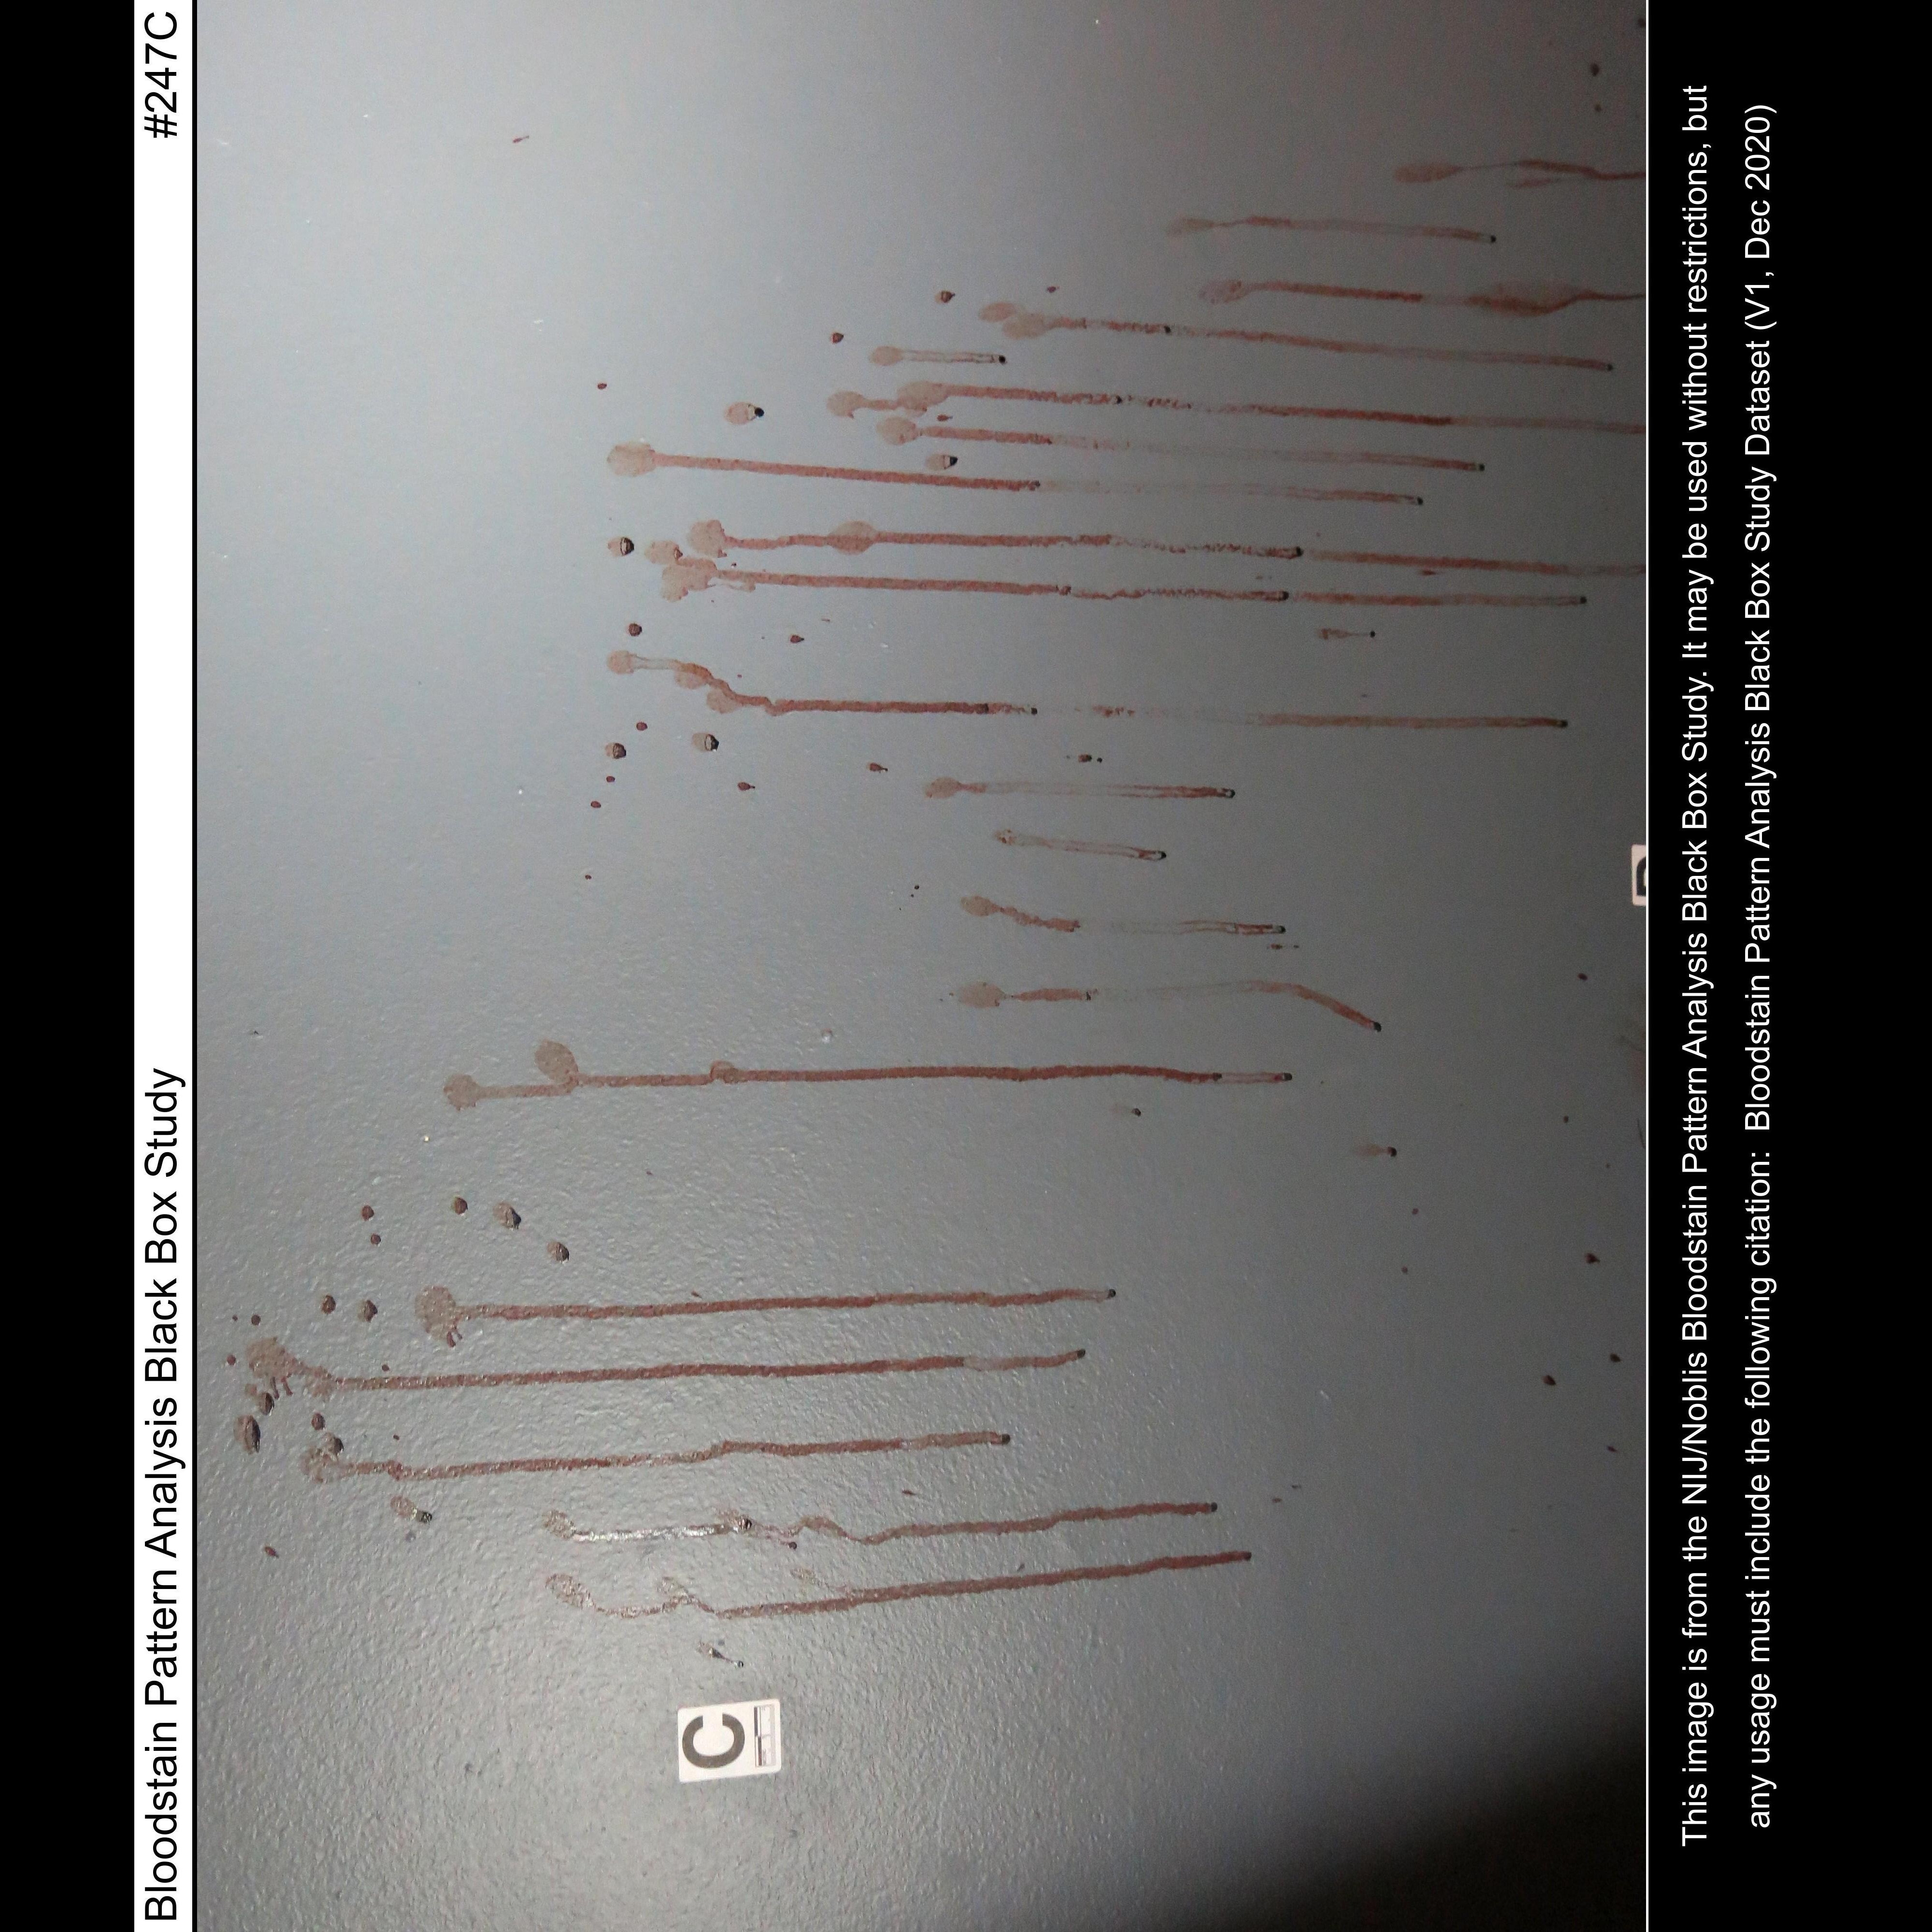 Bloodstain Pattern Analysis Black Box Study #247C
C
This image is from the NIJ/Noblis Bloodstain Pattern Analysis Black Box Study. It may be used without restrictions, but
any usage must include the following citation: Bloodstain Pattern Analysis Black Box Study Dataset (V1, Dec 2020)